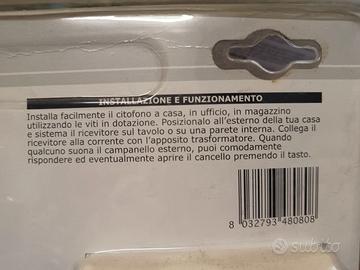 INSTALLAZIONE E FUNZIONAMENTO
Installa facilmente il citofono a casa, in ufficio, in magazzino
utilizzando le viti in dotazione. Posizionalo all'esterno della tua casa
e sistema il ricevitore sul tavolo o su una parete interna. Collega il
ricevitore alla corrente con l'apposito trasformatore. Quando
qualcuno suona il campanello esterno, puoi comodamente
rispondere ed eventualmente aprire il cancello premendo il tasto.
8 032793 480808
subito